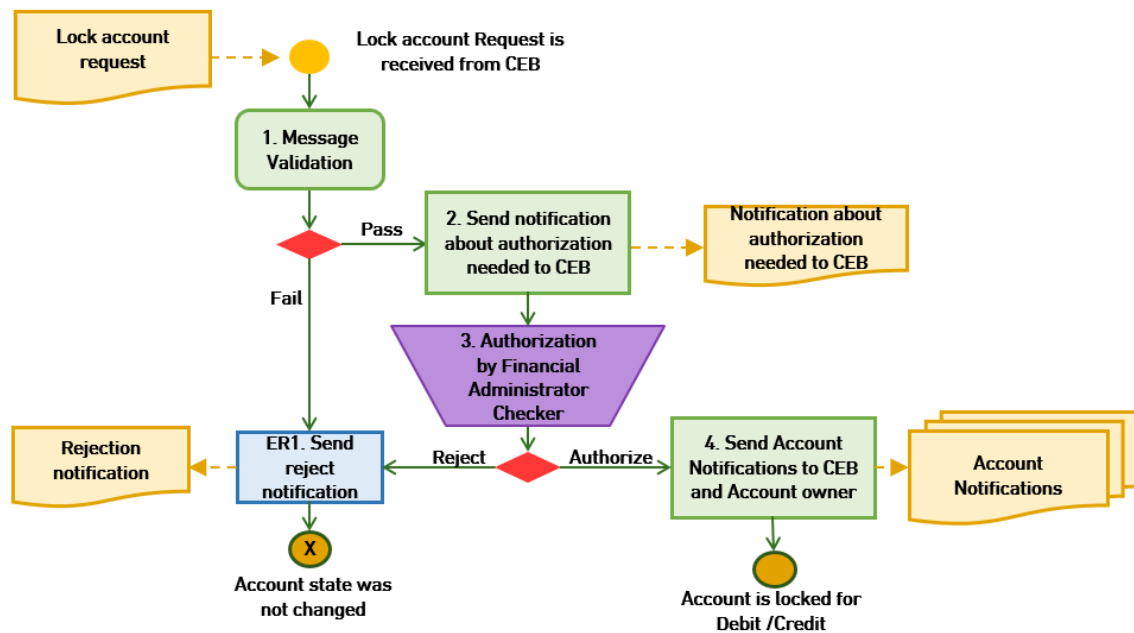 Lock account
request
Lock account Request is
received from CEB
1. Message
Validation
Pass
2. Send notification
about authorization
needed to CEB
Notification about
authorization
needed to CEB
Fail
3. Authorization
by Financial
Administrator
Checker
Rejection
notification
ER1. Send
reject
notification
Reject
Authorize
4. Send Account
Notifications to CEB
and Account owner
Account
Notifications
X
Account state was
not changed
Account is locked for
Debit /Credit